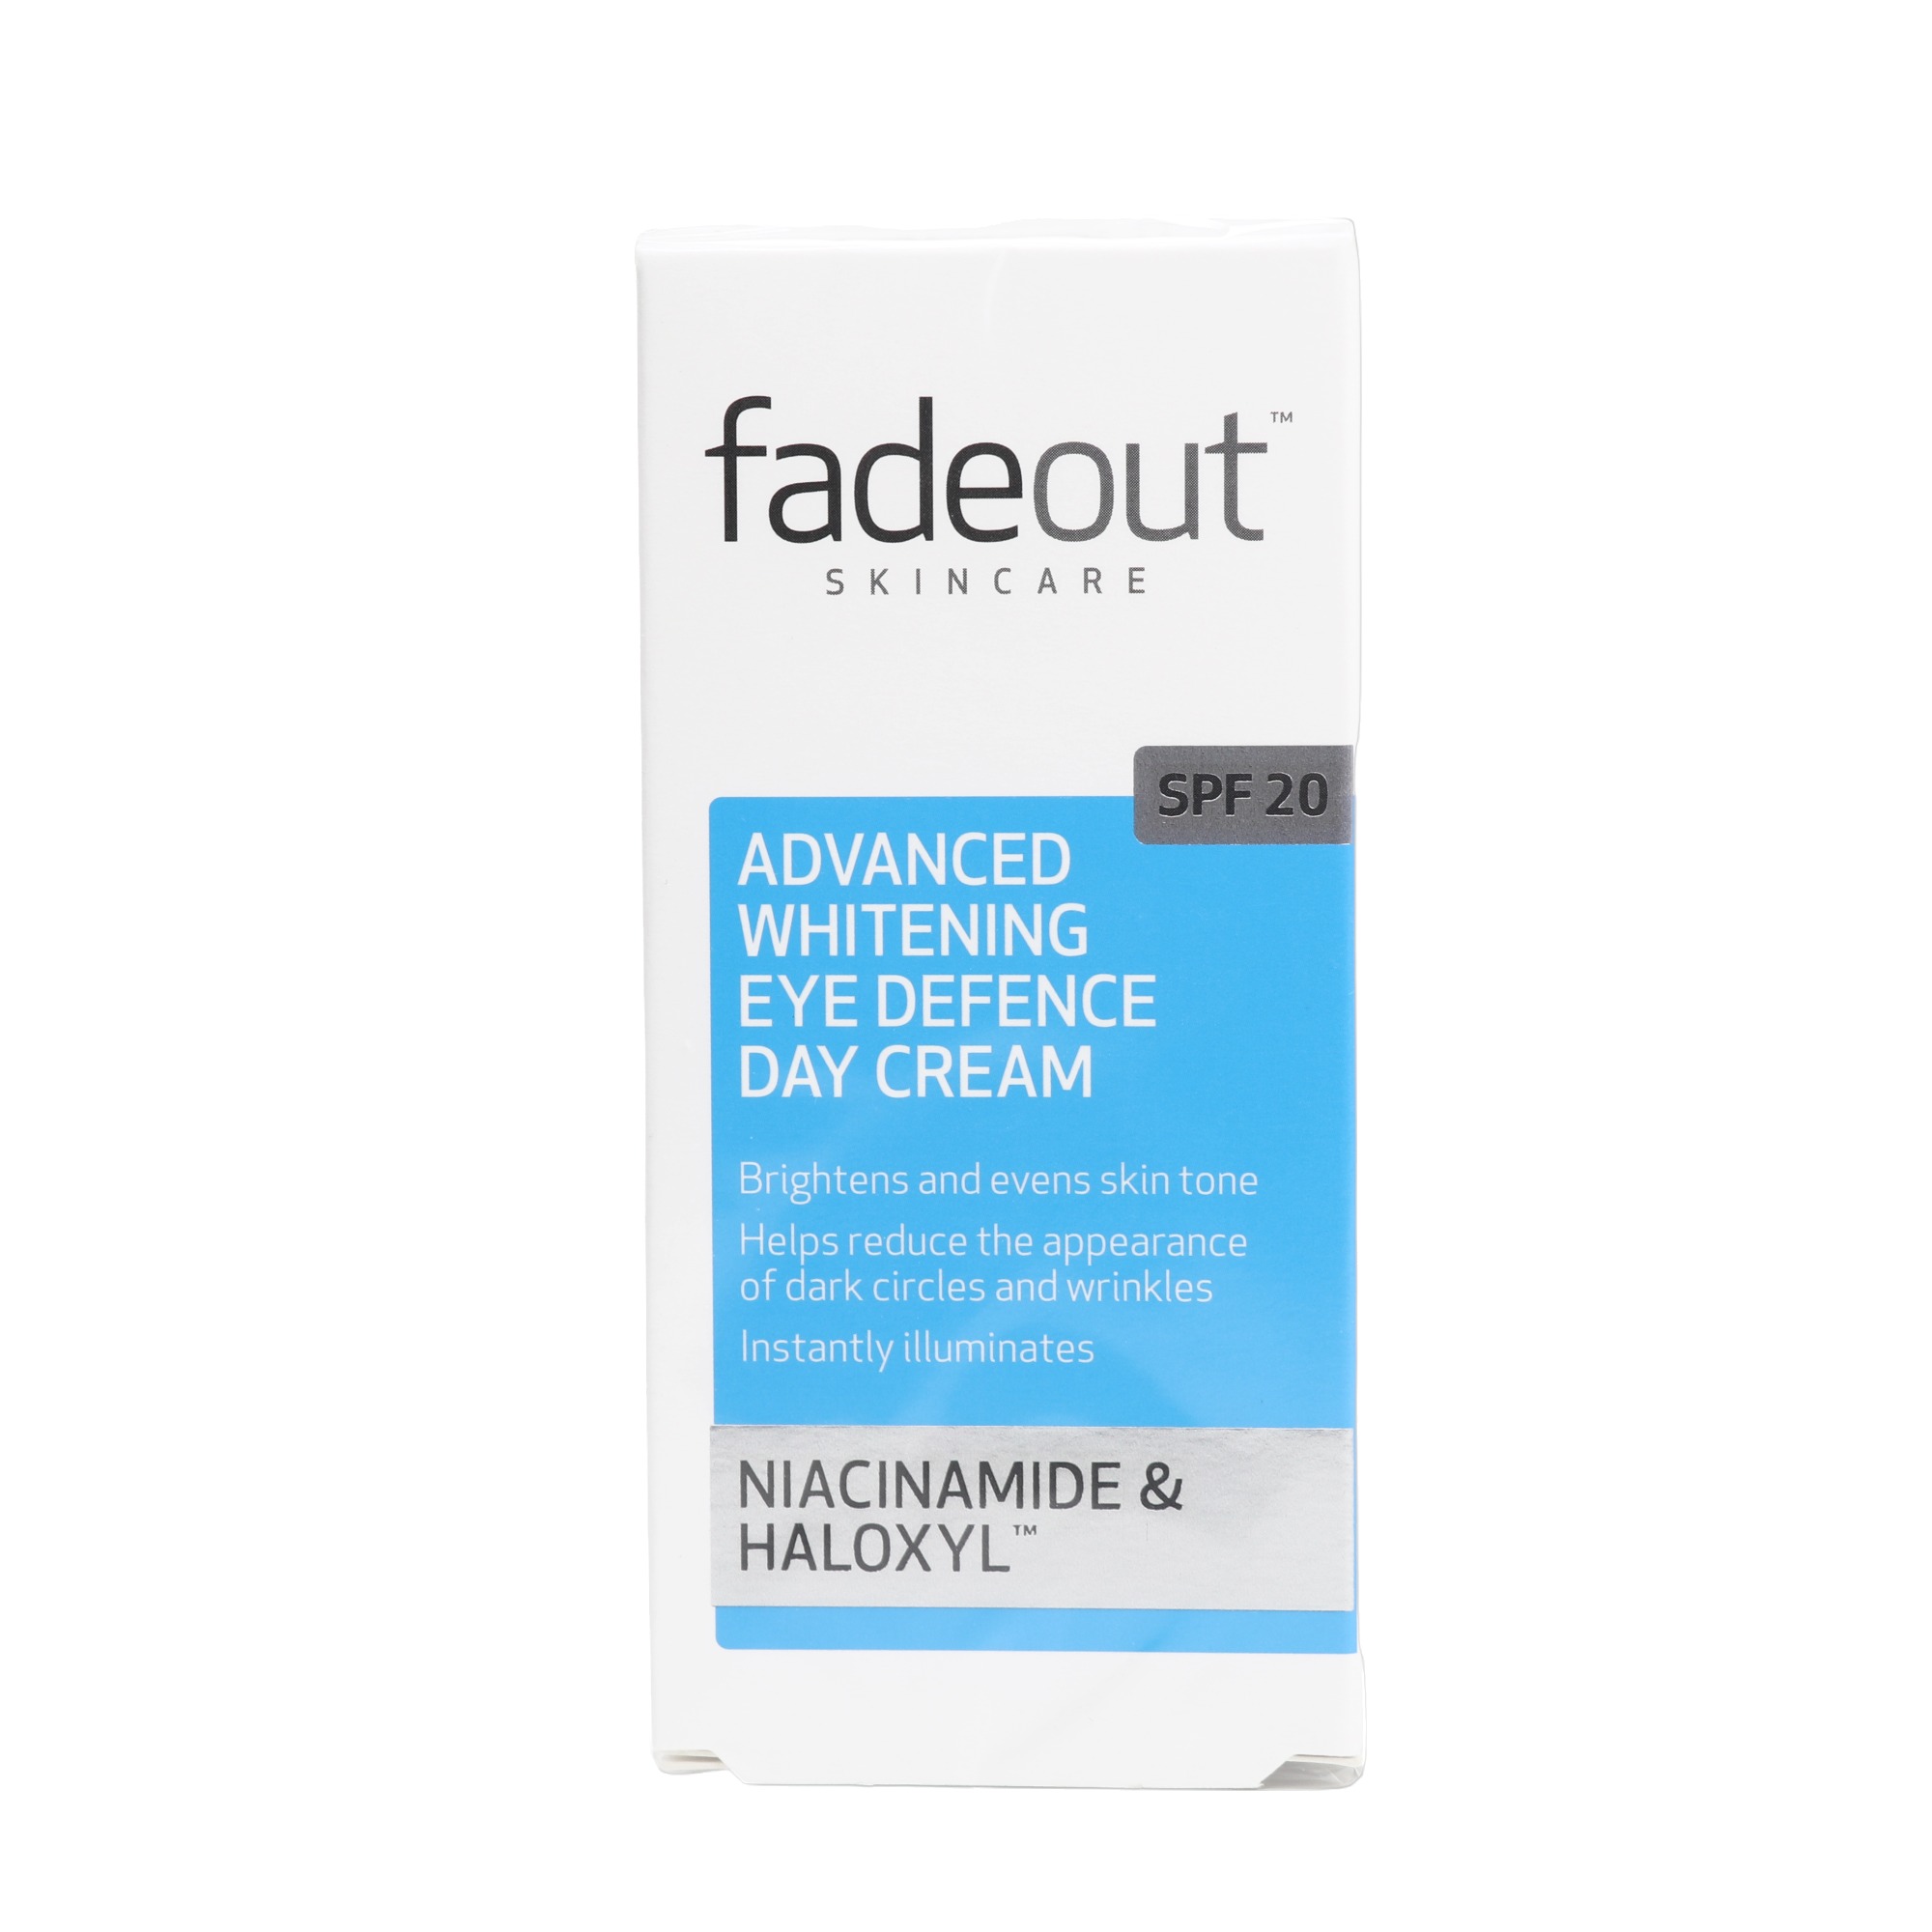 fadeout™
SKINCARE
SPF 20
ADVANCED
WHITENING
EYE DEFENCE
DAY CREAM
Brightens and evens skin tone
Helps reduce the appearance
of dark circles and wrinkles
Instantly illuminates
NIACINAMIDE &
HALOXYL™